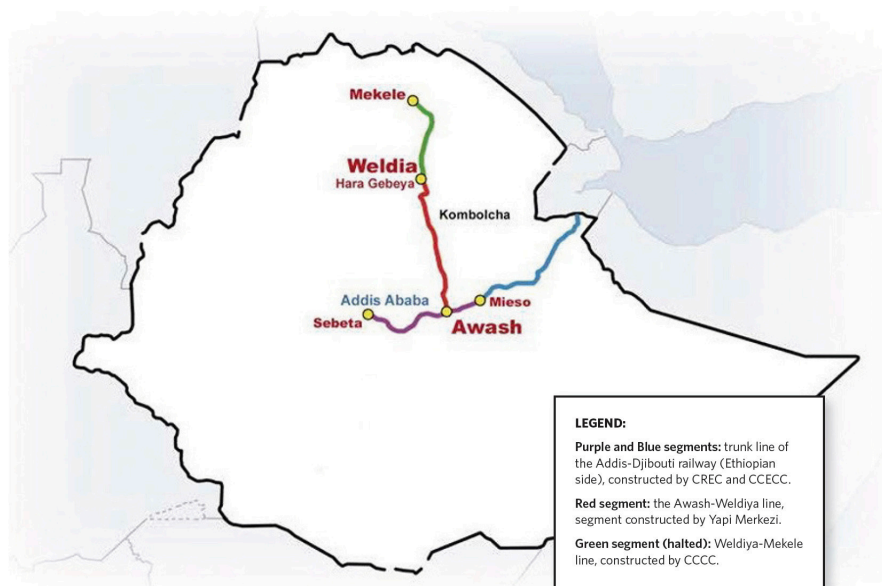 Mekele
Weldia
Hara Gebeya
Kombolcha
Addis Ababa
Mieso
Sebeta
Awash
LEGEND:
Purple and Blue segments: trunk line of
the Addis-Djibouti railway (Ethiopian
side), constructed by CREC and CCECC.
Red segment: the Awash-Weldiya line,
segment constructed by Yapi Merkezi.
Green segment (halted): Weldiya-Mekele
line, constructed by CCCC.